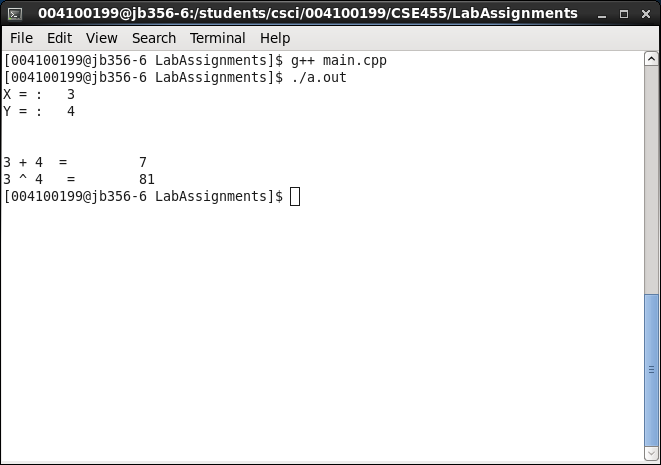 004100199@jb356-6:/students/csci/004100199/CSE455/LabAssignments
File Edit View Search Terminal Help
[004100199@jb356-6 LabAssignments]$ g++ main.cpp
[004100199@jb356-6 LabAssignments]$ ./a.out
X = :   3
Y = :   4
3 + 4  =         7
3 ^ 4   =        81
[004100199@jb356-6 LabAssignments]$